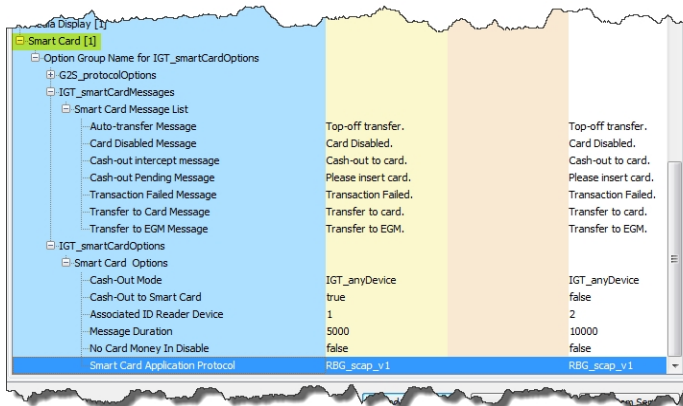 Display [1]
Smart Card [1]
Option Group Name for IGT_smartCardOptions
G2S_protocolOptions
IGT_smartCardMessages
Smart Card Message List
Auto-transfer Message Top-off transfer. Top-off transfer.
Card Disabled Message Card Disabled. Card Disabled.
Cash-out intercept message Cash-out to card. Cash-out to card.
Cash-out Pending Message Please insert card. Please insert card.
Transaction Failed Message Transaction Failed. Transaction Failed.
Transfer to Card Message Transfer to card. Transfer to card.
Transfer to EGM Message Transfer to EGM. Transfer to EGM.
IGT_smartCardOptions
Smart Card Options
Cash-Out Mode IGT_anyDevice IGT_anyDevice
Cash-Out to Smart Card true false
Associated ID Reader Device 1 2
Message Duration 5000 10000
No Card Money In Disable false false
Smart Card Application Protocol RBG_scap_v1 RBG_scap_v1